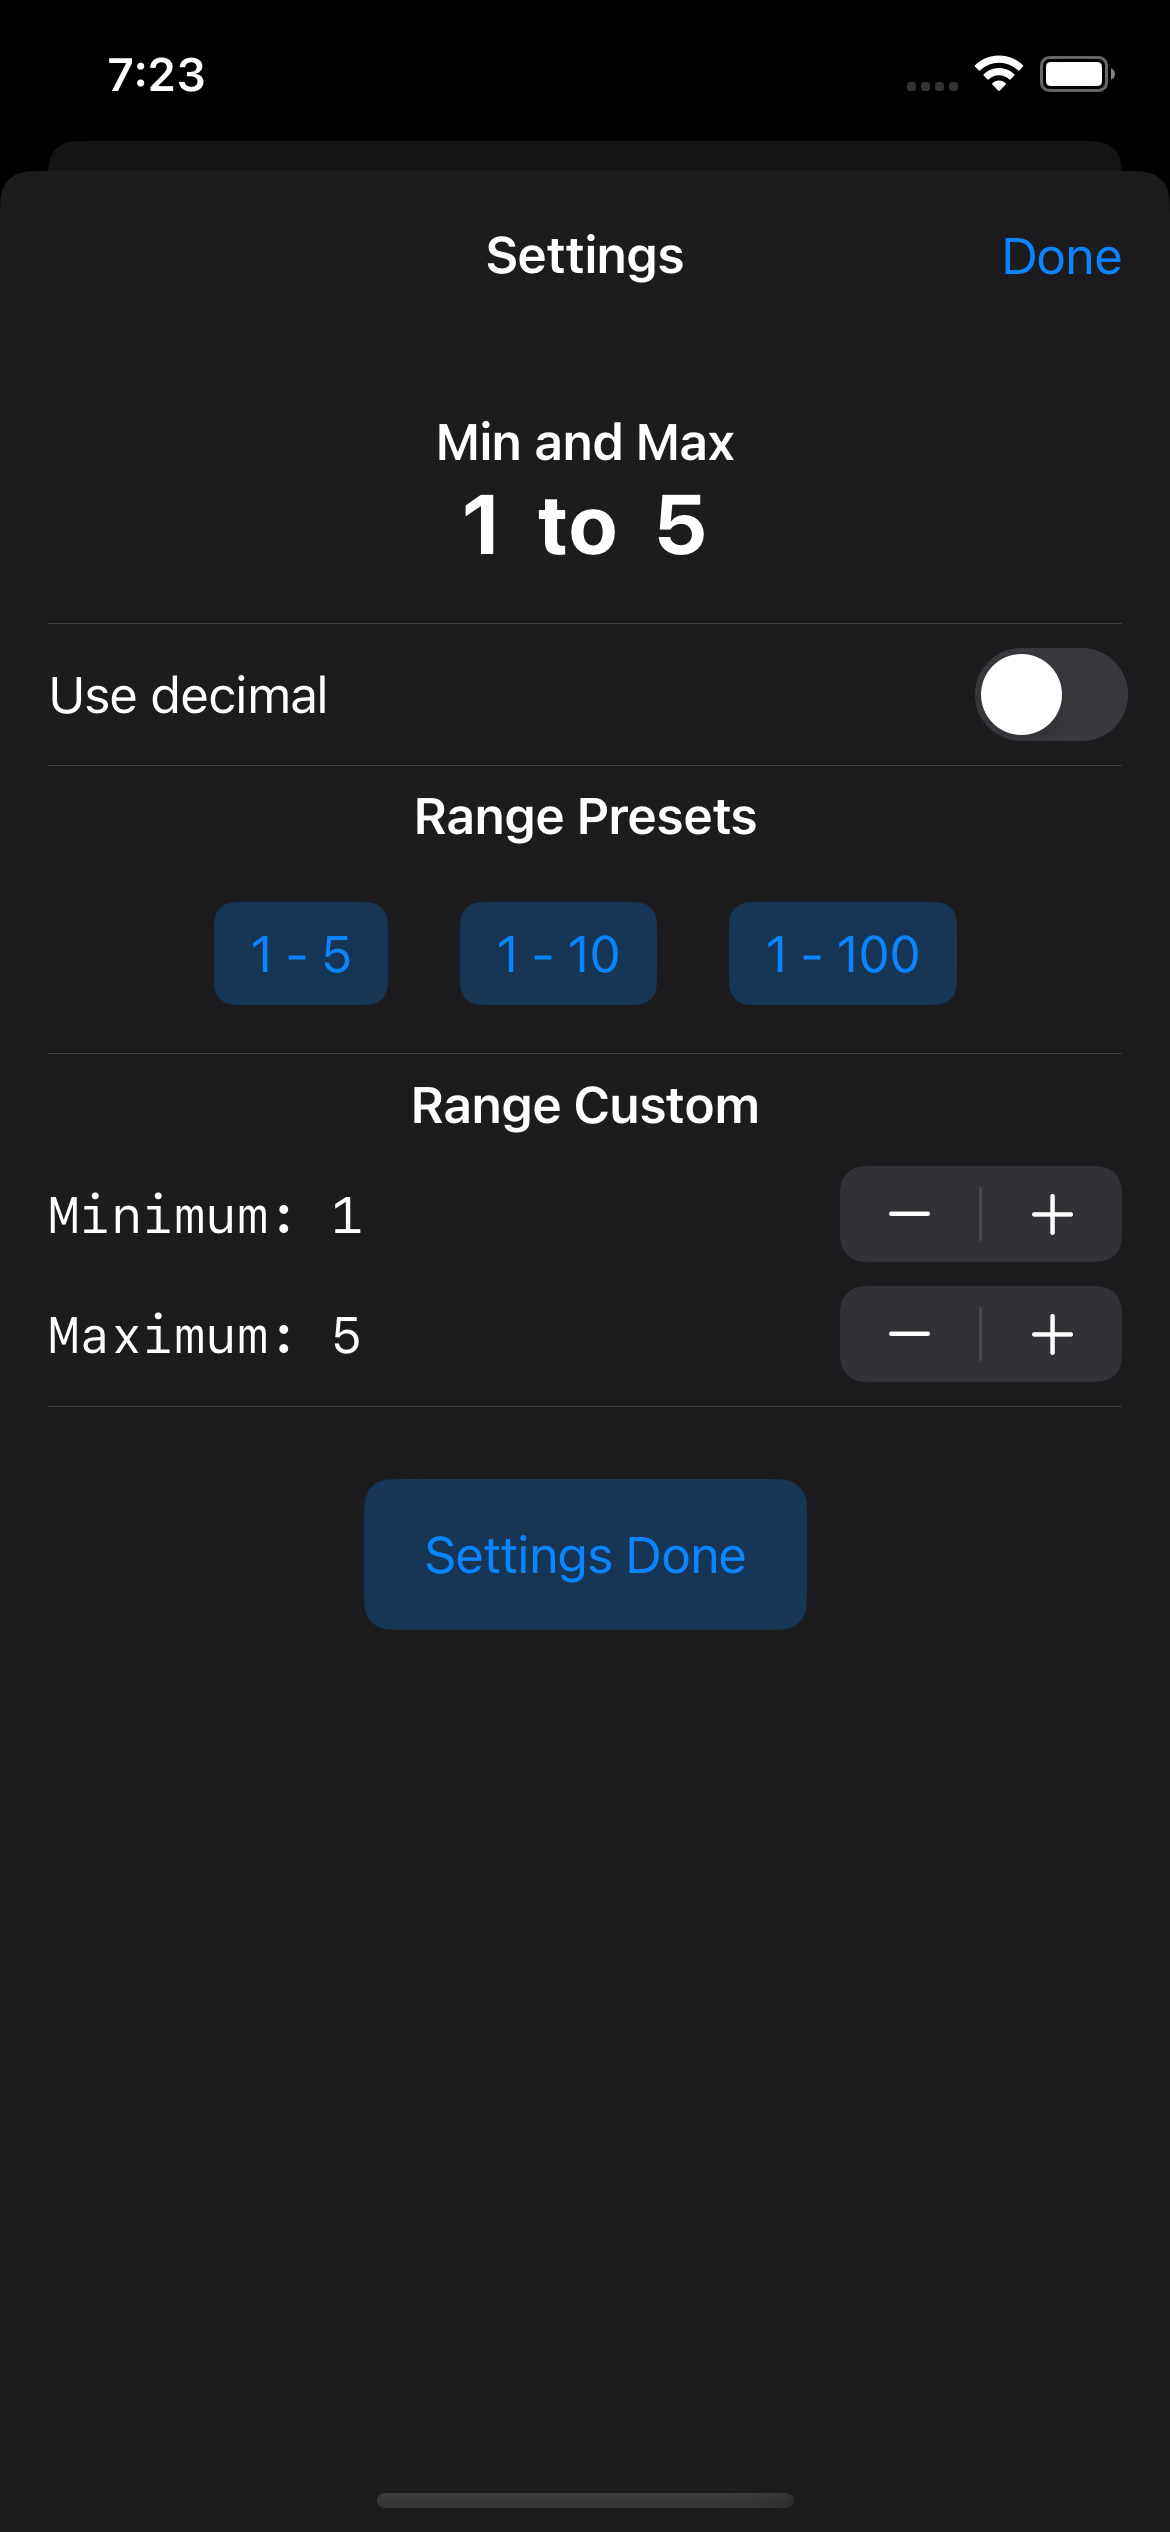 7:23
Settings
Done
Min and Max
1 to 5
Use decimal
Range Presets
1 - 5
1 - 10
1 - 100
Range Custom
Minimum: 1
Maximum: 5
Settings Done